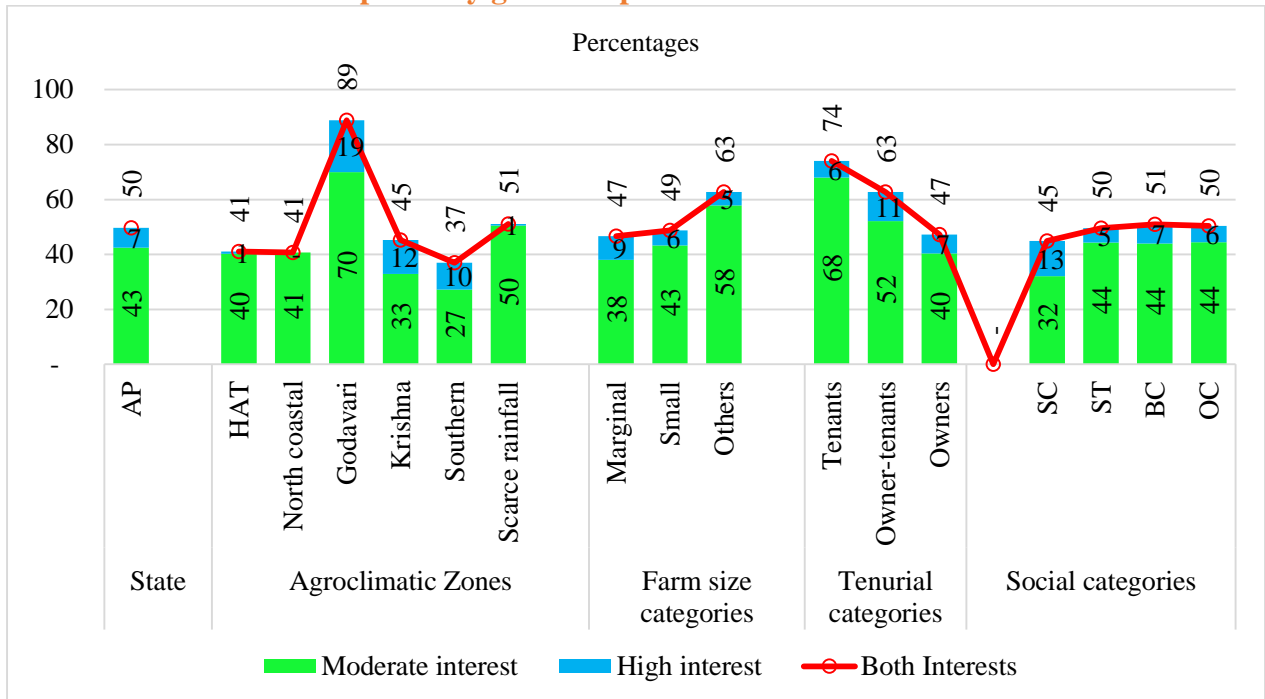 Percentages
100
80
60
40
20
-
50
41
41
89
45
37
51
47
49
63
74
63
47
-
45
50
51
50
7
1
-
19
12
10
1
9
6
5
6
11
7
13
5
7
6
43
40
41
70
33
27
50
38
43
58
68
52
40
32
44
44
44
AP
HAT
North coastal
Godavari
Krishna
Southern
Scarce rainfall
Marginal
Small
Others
Tenants
Owner-tenants
Owners
SC
ST
BC
OC
State
Agroclimatic Zones
Farm size
categories
Tenurial
categories
Social categories
Moderate interest
High interest
Both Interests